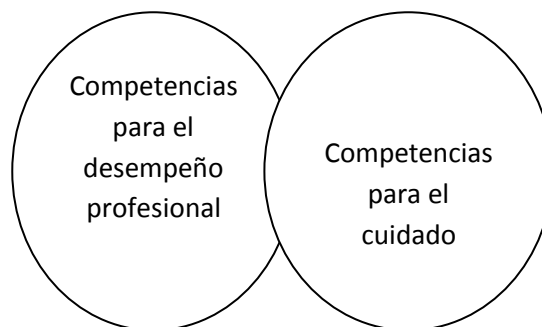 Competencias
para el
desempeño
profesional
Competencias
para el
cuidado